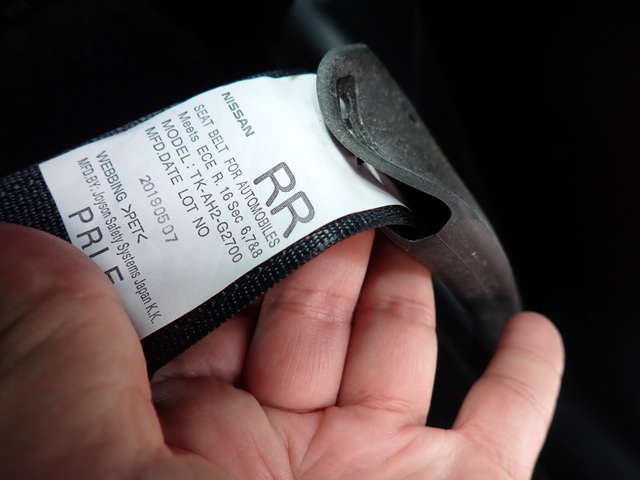 NISSAN
RR
SEAT BELT FOR AUTOMOBILES
Meets ECE R. 16 Sec 6,7&8
MODEL : TK-AH2-G2700
MFD.DATE LOT NO
20190507
WEBBING >PET<
MFD.BY. Joyson Safety Systems Japan K.K.